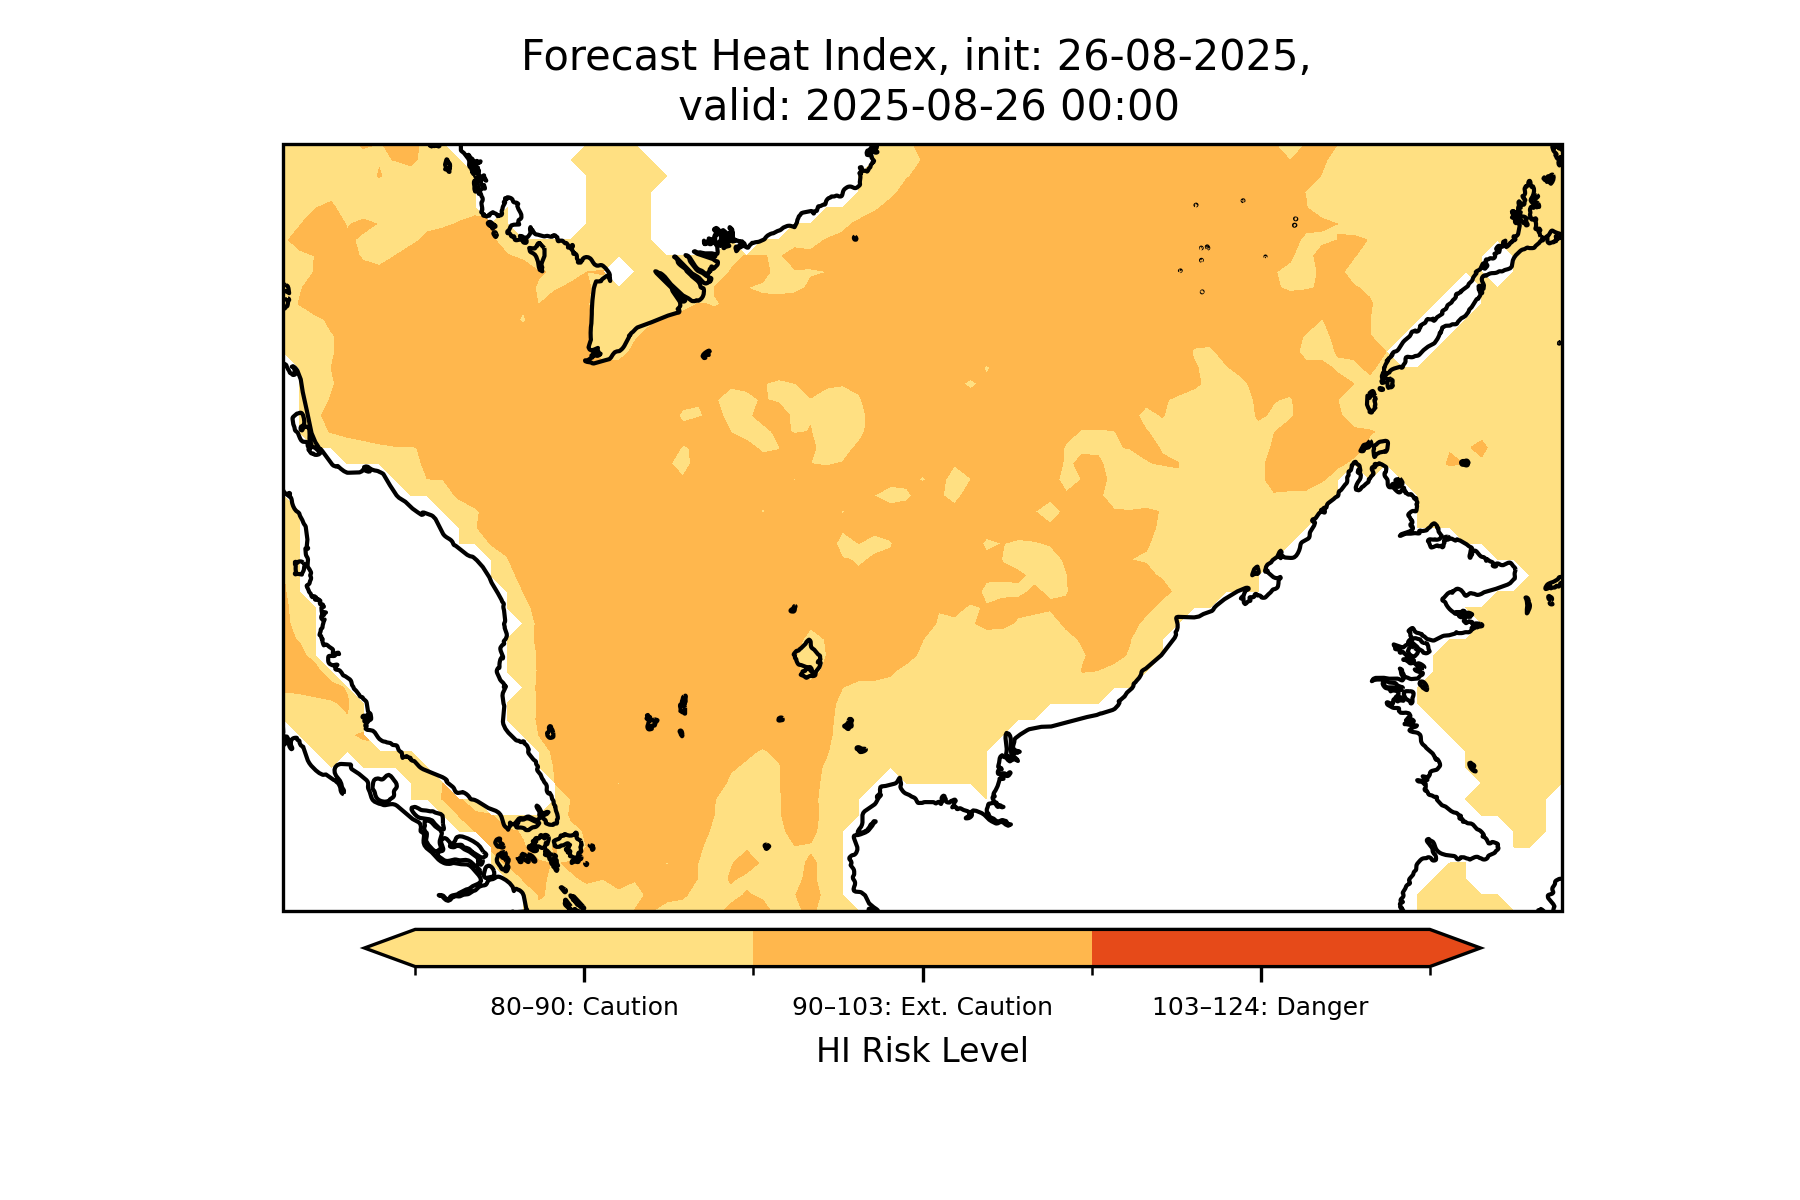 Forecast Heat Index, init: 26-08-2025,
valid: 2025-08-26 00:00
80–90: Caution
90–103: Ext. Caution
103–124: Danger
HI Risk Level